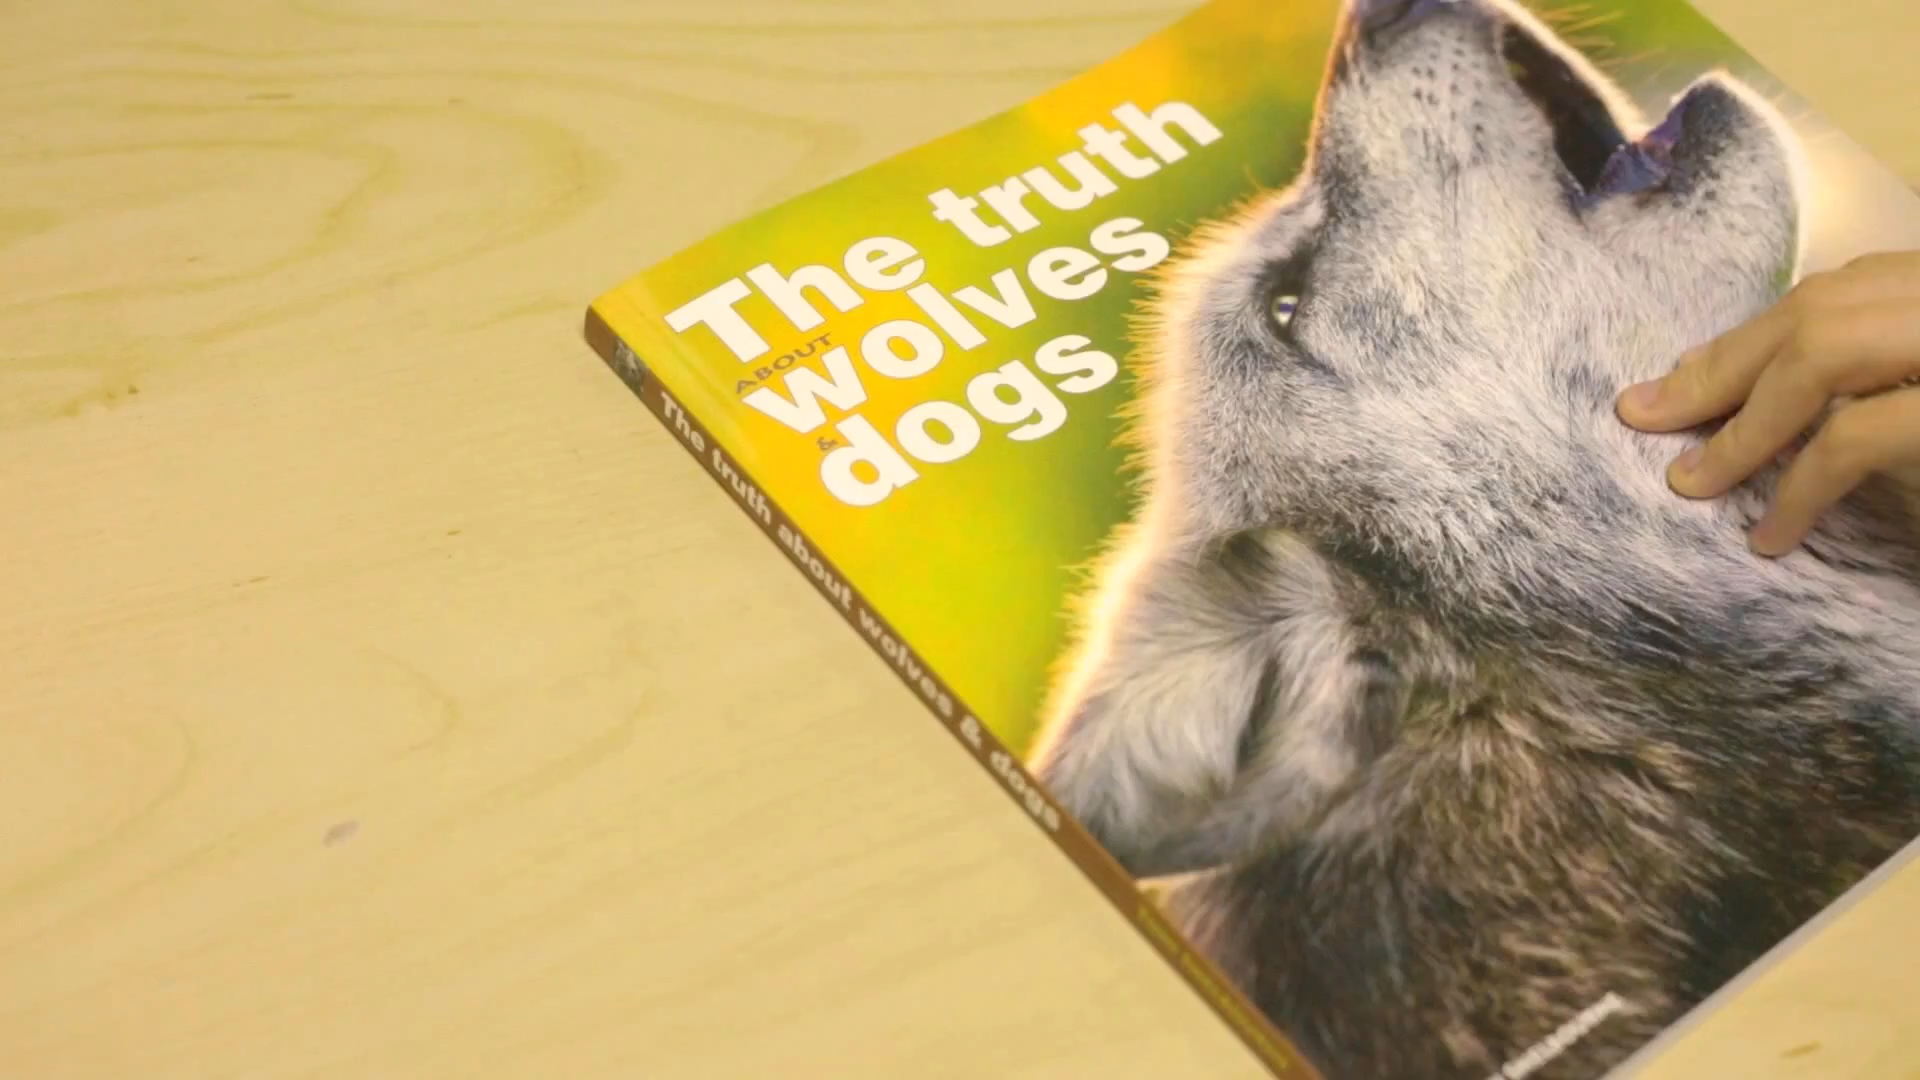 The truth
ABOUT
wolves
&
dogs
The truth about wolves & dogs